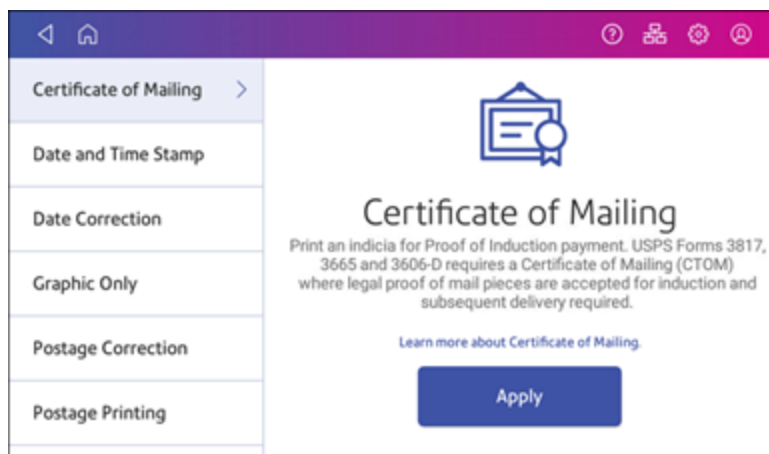 Certificate of Mailing
Date and Time Stamp
Date Correction
Graphic Only
Postage Correction
Postage Printing
Certificate of Mailing
Print an indicia for Proof of Induction payment. USPS Forms 3817,
3665 and 3606-D requires a Certificate of Mailing (CTOM)
where legal proof of mail pieces are accepted for induction and
subsequent delivery required.
Learn more about Certificate of Mailing.
Apply